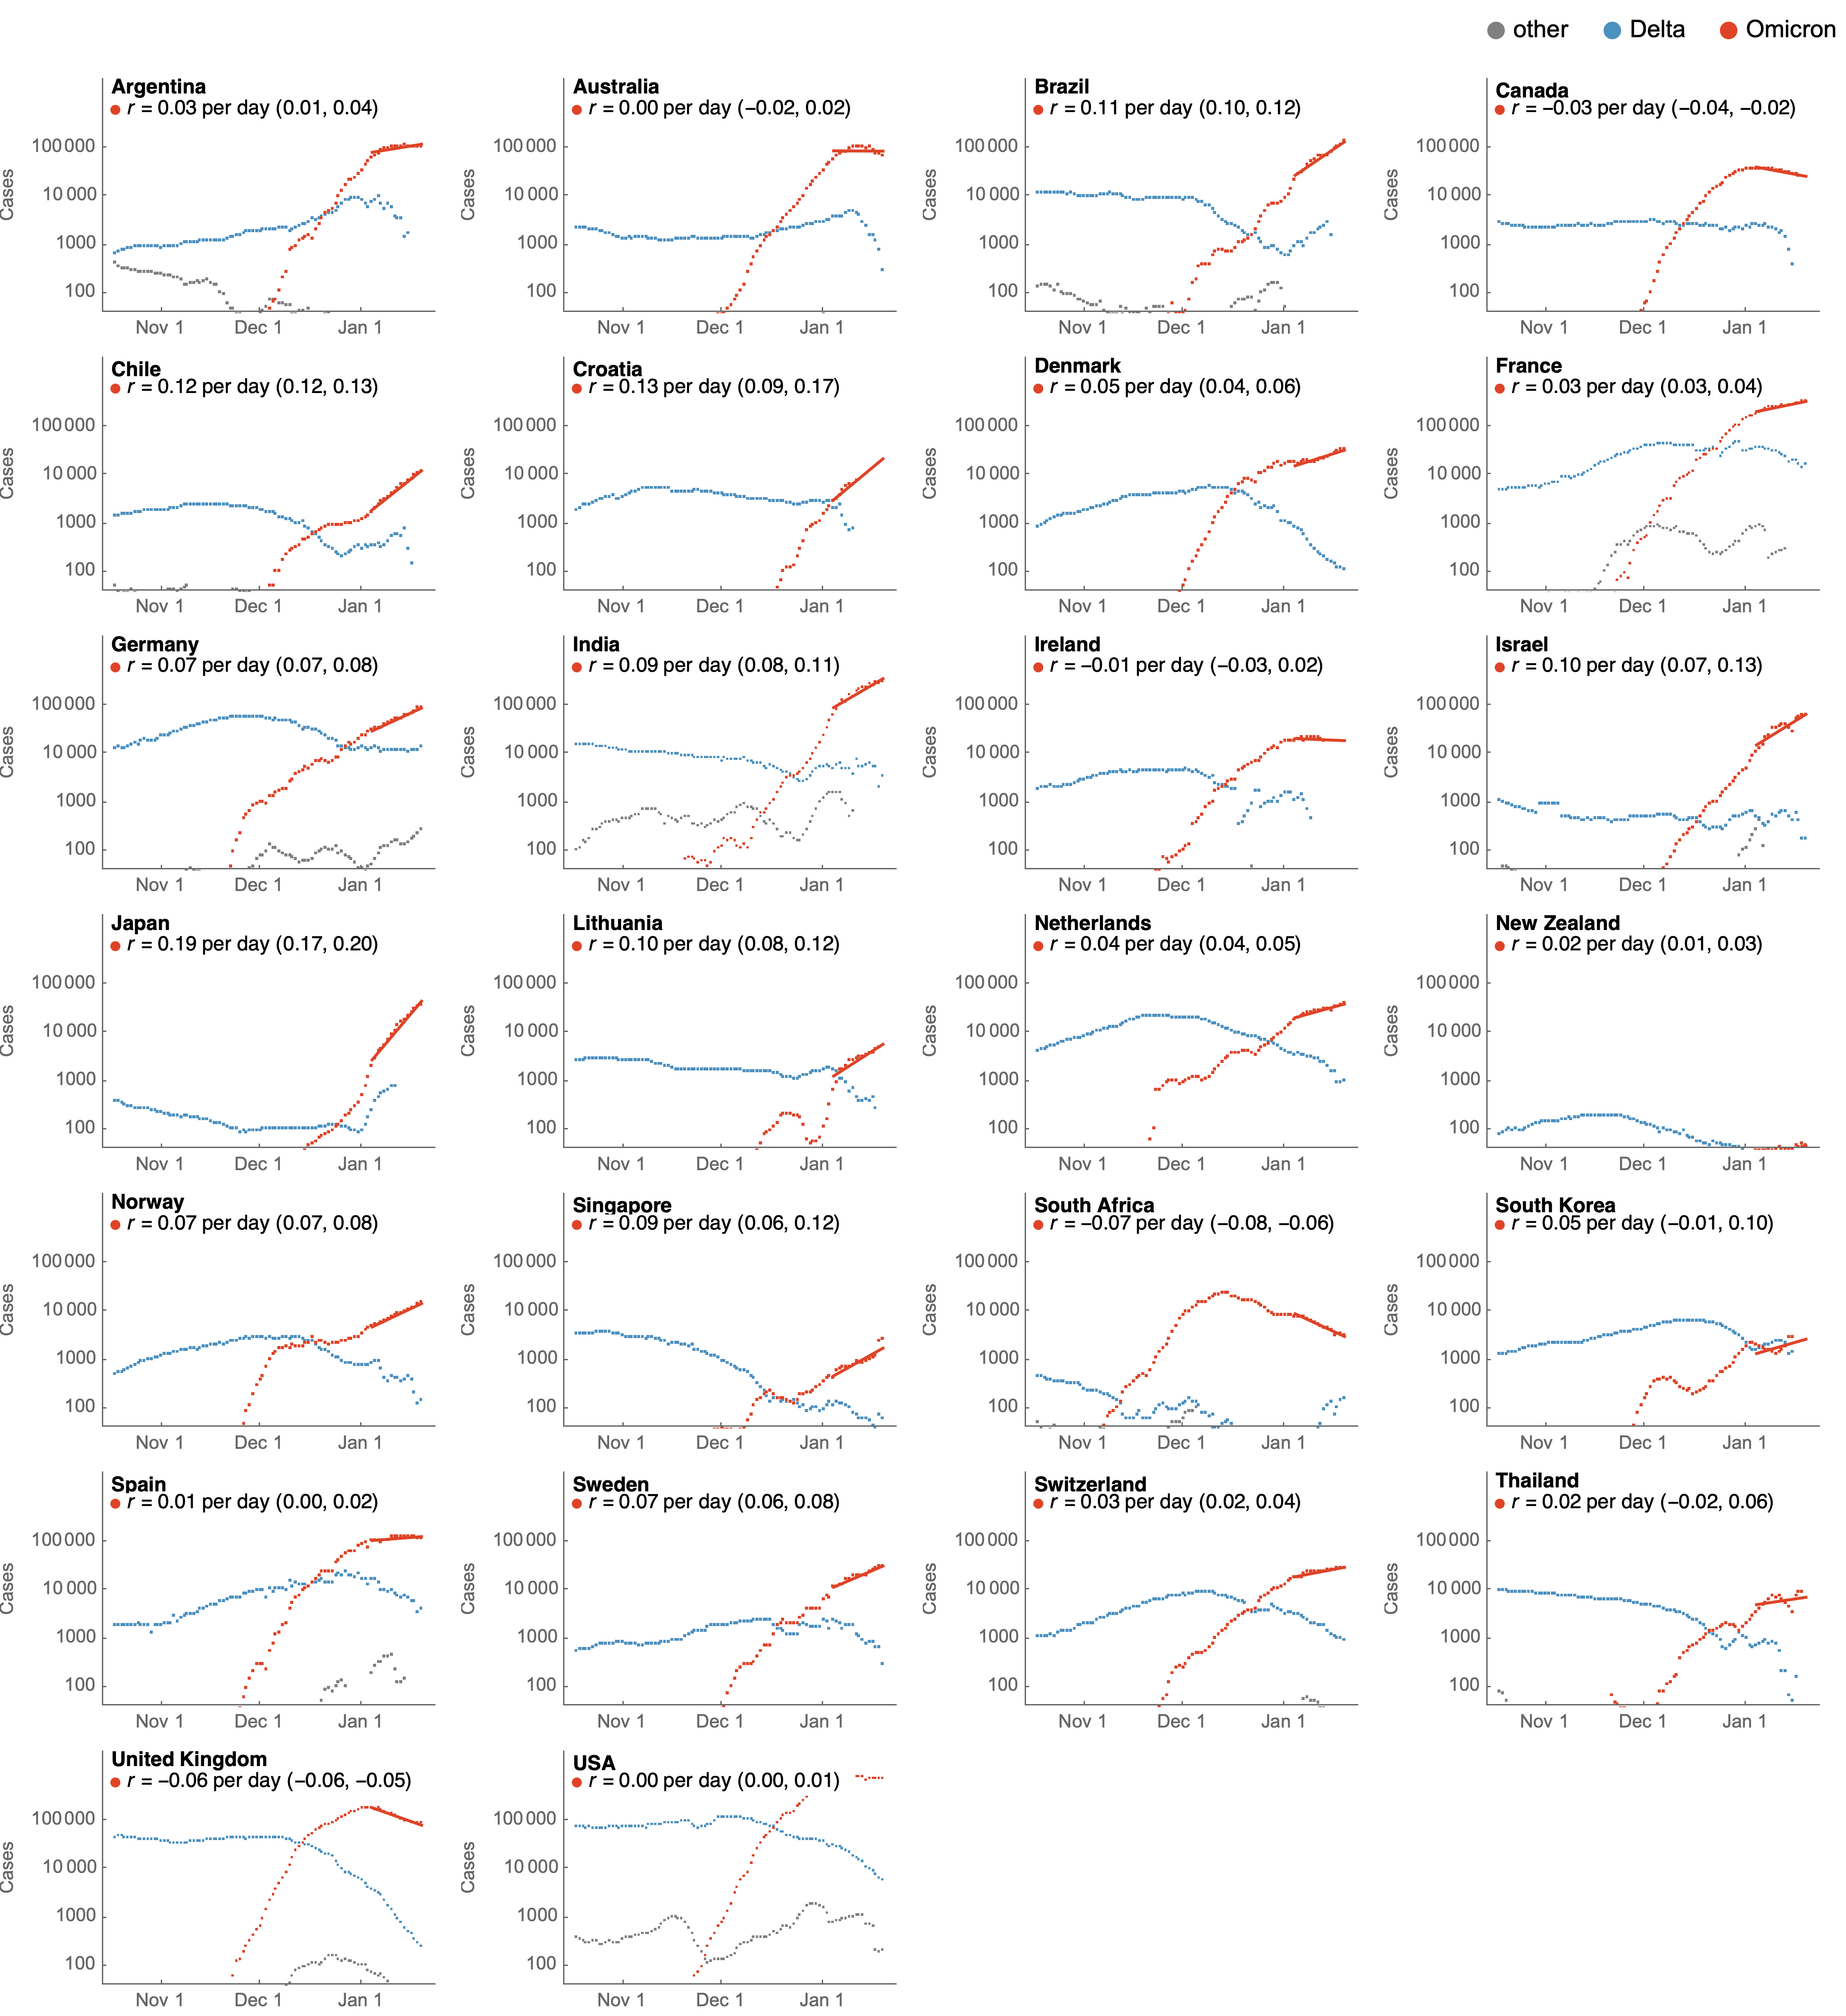 other Delta Omicron
Argentina
r = 0.03 per day (0.01, 0.04)
100 000
10 000
1000
100
Cases
Nov 1 Dec 1 Jan 1
Australia
r = 0.00 per day (−0.02, 0.02)
100 000
10 000
1000
100
Cases
Nov 1 Dec 1 Jan 1
Brazil
r = 0.11 per day (0.10, 0.12)
100 000
10 000
1000
100
Cases
Nov 1 Dec 1 Jan 1
Canada
r = −0.03 per day (−0.04, −0.02)
100 000
10 000
1000
100
Cases
Nov 1 Dec 1 Jan 1
Chile
r = 0.12 per day (0.12, 0.13)
100 000
10 000
1000
100
Cases
Nov 1 Dec 1 Jan 1
Croatia
r = 0.13 per day (0.09, 0.17)
100 000
10 000
1000
100
Cases
Nov 1 Dec 1 Jan 1
Denmark
r = 0.05 per day (0.04, 0.06)
100 000
10 000
1000
100
Cases
Nov 1 Dec 1 Jan 1
France
r = 0.03 per day (0.03, 0.04)
100 000
10 000
1000
100
Cases
Nov 1 Dec 1 Jan 1
Germany
r = 0.07 per day (0.07, 0.08)
100 000
10 000
1000
100
Cases
Nov 1 Dec 1 Jan 1
India
r = 0.09 per day (0.08, 0.11)
100 000
10 000
1000
100
Cases
Nov 1 Dec 1 Jan 1
Ireland
r = −0.01 per day (−0.03, 0.02)
100 000
10 000
1000
100
Cases
Nov 1 Dec 1 Jan 1
Israel
r = 0.10 per day (0.07, 0.13)
100 000
10 000
1000
100
Cases
Nov 1 Dec 1 Jan 1
Japan
r = 0.19 per day (0.17, 0.20)
100 000
10 000
1000
100
Cases
Nov 1 Dec 1 Jan 1
Lithuania
r = 0.10 per day (0.08, 0.12)
100 000
10 000
1000
100
Cases
Nov 1 Dec 1 Jan 1
Netherlands
r = 0.04 per day (0.04, 0.05)
100 000
10 000
1000
100
Cases
Nov 1 Dec 1 Jan 1
New Zealand
r = 0.02 per day (0.01, 0.03)
100 000
10 000
1000
100
Cases
Nov 1 Dec 1 Jan 1
Norway
r = 0.07 per day (0.07, 0.08)
100 000
10 000
1000
100
Cases
Nov 1 Dec 1 Jan 1
Singapore
r = 0.09 per day (0.06, 0.12)
100 000
10 000
1000
100
Cases
Nov 1 Dec 1 Jan 1
South Africa
r = −0.07 per day (−0.08, −0.06)
100 000
10 000
1000
100
Cases
Nov 1 Dec 1 Jan 1
South Korea
r = 0.05 per day (−0.01, 0.10)
100 000
10 000
1000
100
Cases
Nov 1 Dec 1 Jan 1
Spain
r = 0.01 per day (0.00, 0.02)
100 000
10 000
1000
100
Cases
Nov 1 Dec 1 Jan 1
Sweden
r = 0.07 per day (0.06, 0.08)
100 000
10 000
1000
100
Cases
Nov 1 Dec 1 Jan 1
Switzerland
r = 0.03 per day (0.02, 0.04)
100 000
10 000
1000
100
Cases
Nov 1 Dec 1 Jan 1
Thailand
r = 0.02 per day (−0.02, 0.06)
100 000
10 000
1000
100
Cases
Nov 1 Dec 1 Jan 1
United Kingdom
r = −0.06 per day (−0.06, −0.05)
100 000
10 000
1000
100
Cases
Nov 1 Dec 1 Jan 1
USA
r = 0.00 per day (0.00, 0.01)
100 000
10 000
1000
100
Cases
Nov 1 Dec 1 Jan 1